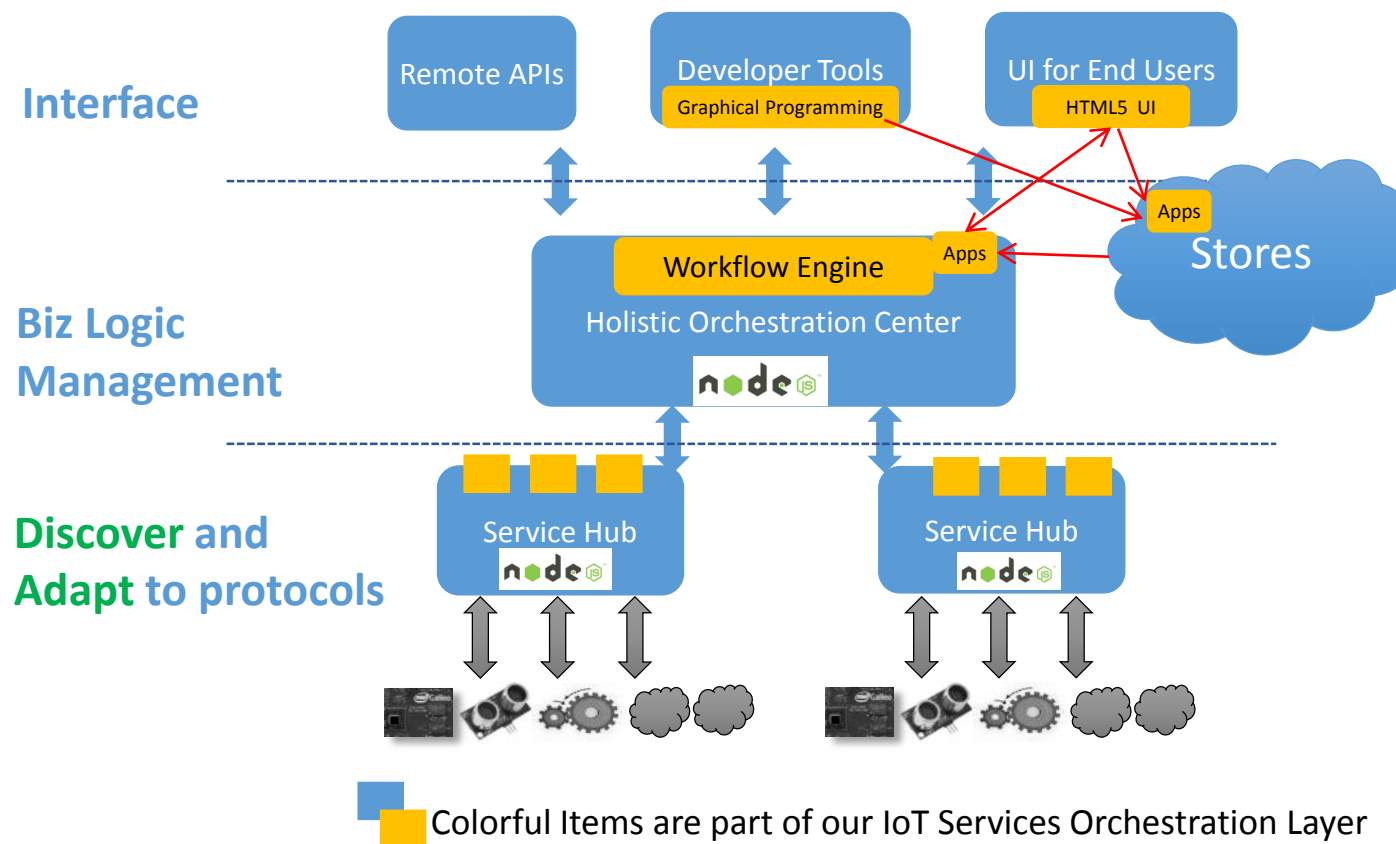 Interface
Remote APIs
Developer Tools
Graphical Programming
UI for End Users
HTML5 UI
Apps
Stores
Workflow Engine
Apps
Holistic Orchestration Center
node JS
Biz Logic
Management
Discover and
Adapt to protocols
Service Hub
node JS
Service Hub
node JS
Colorful Items are part of our IoT Services Orchestration Layer